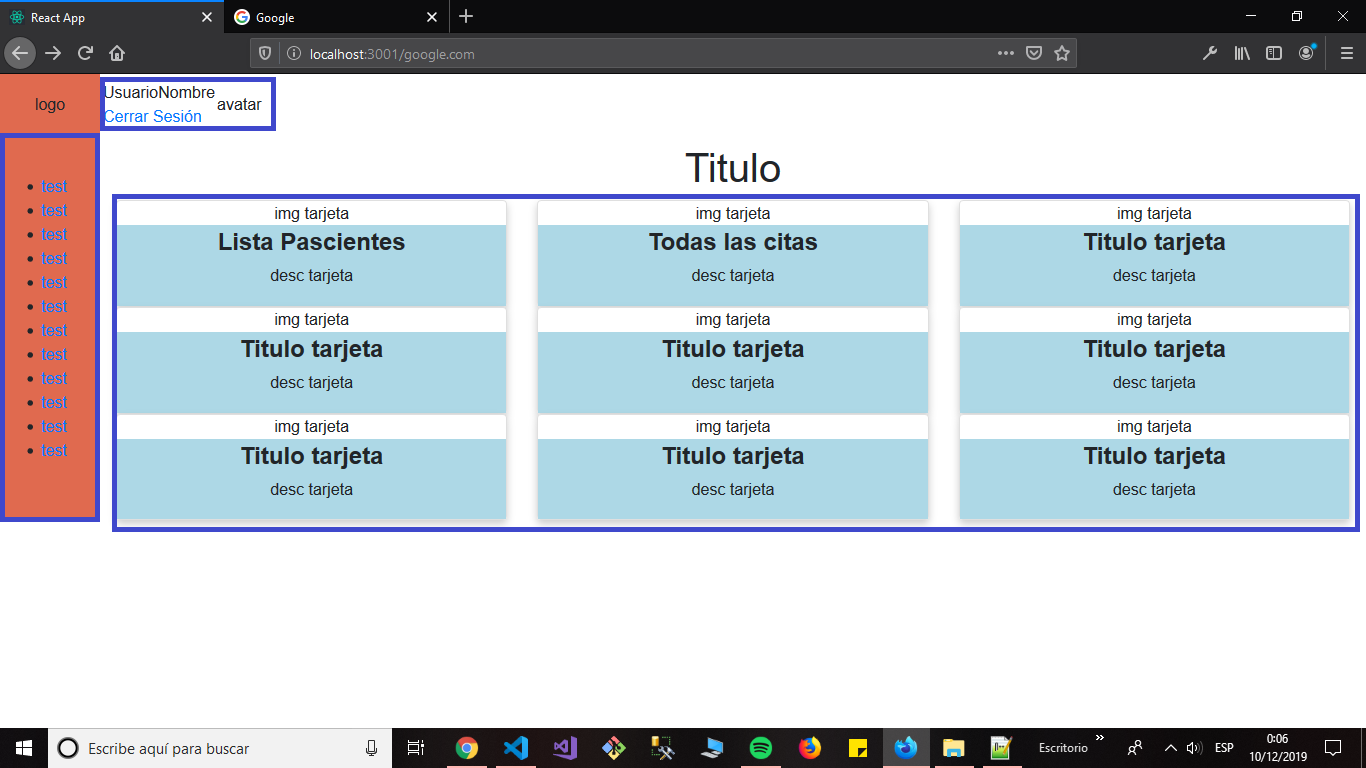 React App
Google
localhost:3001/google.com
logo
UsuarioNombre
Cerrar Sesión
avatar
test
test
test
test
test
test
test
test
test
test
test
test
Titulo
img tarjeta
Lista Pascientes
desc tarjeta
img tarjeta
Todas las citas
desc tarjeta
img tarjeta
Titulo tarjeta
desc tarjeta
img tarjeta
Titulo tarjeta
desc tarjeta
img tarjeta
Titulo tarjeta
desc tarjeta
img tarjeta
Titulo tarjeta
desc tarjeta
img tarjeta
Titulo tarjeta
desc tarjeta
img tarjeta
Titulo tarjeta
desc tarjeta
img tarjeta
Titulo tarjeta
desc tarjeta
Escribe aquí para buscar
Escritorio
ESP
0:06
10/12/2019